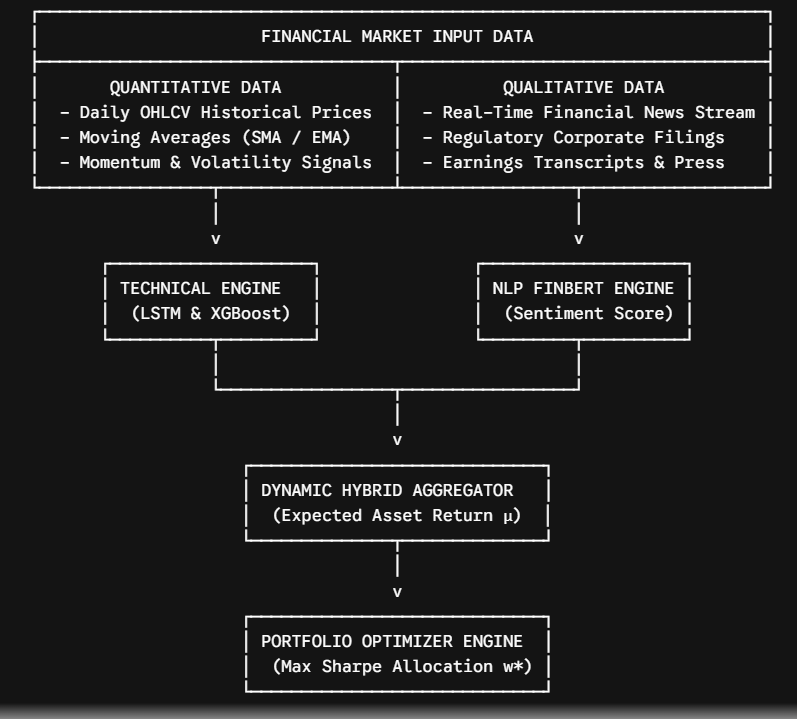 FINANCIAL MARKET INPUT DATA
QUANTITATIVE DATA
- Daily OHLCV Historical Prices
- Moving Averages (SMA / EMA)
- Momentum & Volatility Signals
QUALITATIVE DATA
- Real-Time Financial News Stream
- Regulatory Corporate Filings
- Earnings Transcripts & Press
v
v
TECHNICAL ENGINE
(LSTM & XGBoost)
NLP FINBERT ENGINE
(Sentiment Score)
v
DYNAMIC HYBRID AGGREGATOR
(Expected Asset Return μ)
v
PORTFOLIO OPTIMIZER ENGINE
(Max Sharpe Allocation w*)